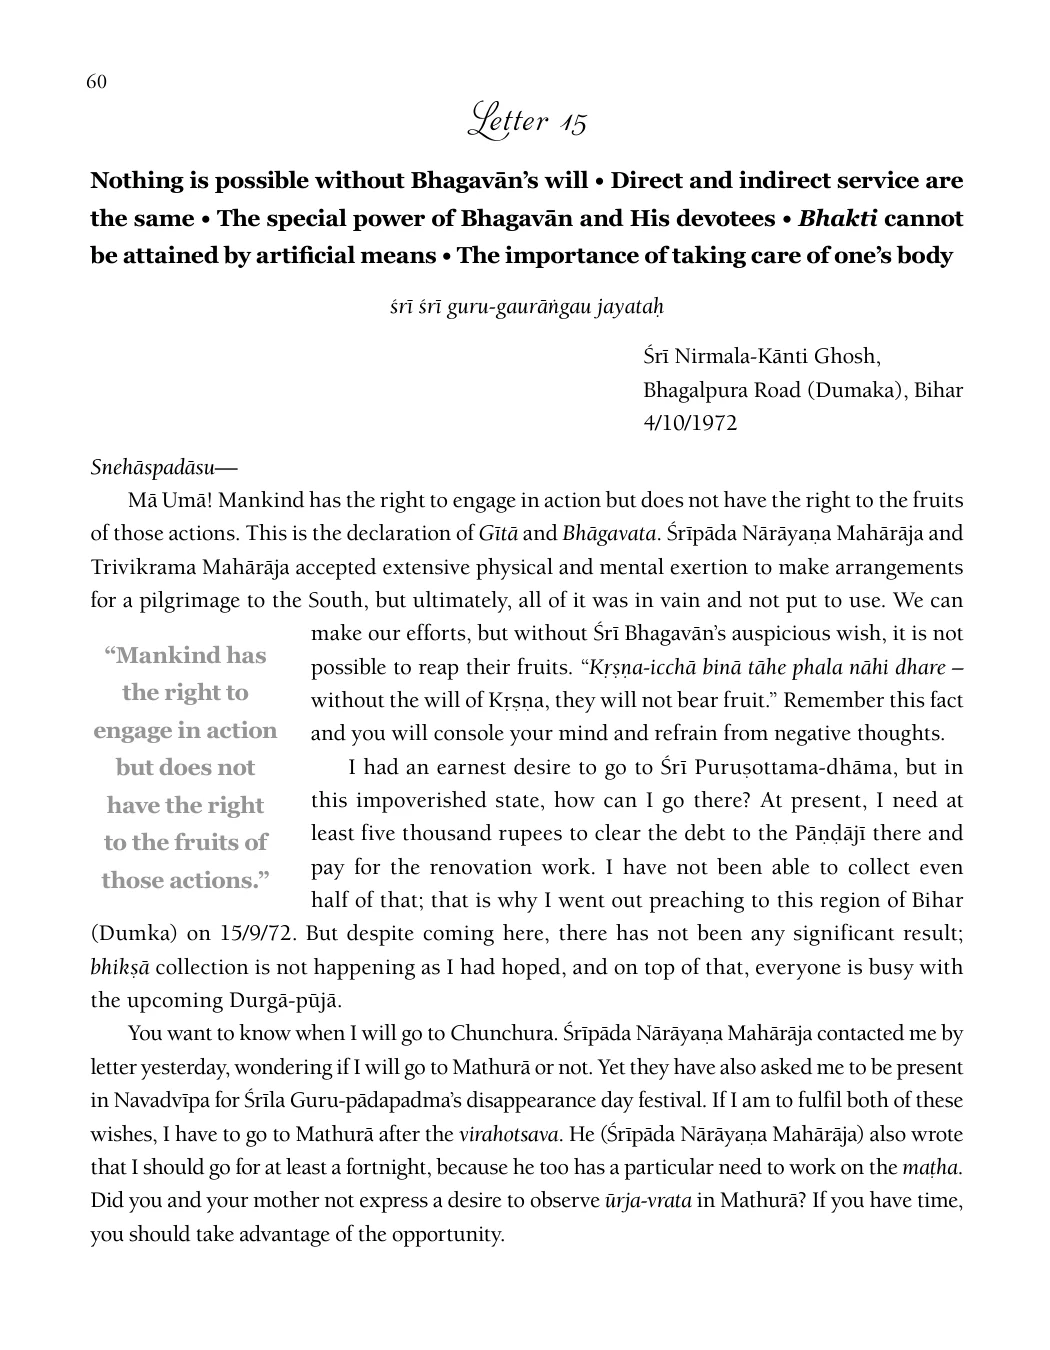 60
Letter 15
Nothing is possible without Bhagavān’s will • Direct and indirect service are
the same • The special power of Bhagavān and His devotees • Bhakti cannot
be attained by artificial means • The importance of taking care of one’s body
śrī śrī guru-gaurāṅgau jayataḥ
Śrī Nirmala-Kānti Ghosh,
Bhagalpura Road (Dumaka), Bihar
4/10/1972
Snehāspadāsu—
Mā Umā! Mankind has the right to engage in action but does not have the right to the fruits
of those actions. This is the declaration of Gītā and Bhāgavata. Śrīpāda Nārāyaṇa Mahārāja and
Trivikrama Mahārāja accepted extensive physical and mental exertion to make arrangements
for a pilgrimage to the South, but ultimately, all of it was in vain and not put to use. We can
make our efforts, but without Śrī Bhagavān’s auspicious wish, it is not
possible to reap their fruits. “Kṛṣṇa-icchā binā tāhe phala nāhi dhare –
without the will of Kṛṣṇa, they will not bear fruit.” Remember this fact
and you will console your mind and refrain from negative thoughts.
“Mankind has
the right to
engage in action
but does not
have the right
to the fruits of
those actions.”
I had an earnest desire to go to Śrī Puruṣottama-dhāma, but in
this impoverished state, how can I go there? At present, I need at
least five thousand rupees to clear the debt to the Pāṇḍājī there and
pay for the renovation work. I have not been able to collect even
half of that; that is why I went out preaching to this region of Bihar
(Dumka) on 15/9/72. But despite coming here, there has not been any significant result;
bhikṣā collection is not happening as I had hoped, and on top of that, everyone is busy with
the upcoming Durgā-pūjā.
You want to know when I will go to Chunchura. Śrīpāda Nārāyaṇa Mahārāja contacted me by
letter yesterday, wondering if I will go to Mathurā or not. Yet they have also asked me to be present
in Navadvīpa for Śrīla Guru-pādapadma’s disappearance day festival. If I am to fulfil both of these
wishes, I have to go to Mathurā after the virahotsava. He (Śrīpāda Nārāyaṇa Mahārāja) also wrote
that I should go for at least a fortnight, because he too has a particular need to work on the maṭha.
Did you and your mother not express a desire to observe ūrja-vrata in Mathurā? If you have time,
you should take advantage of the opportunity.